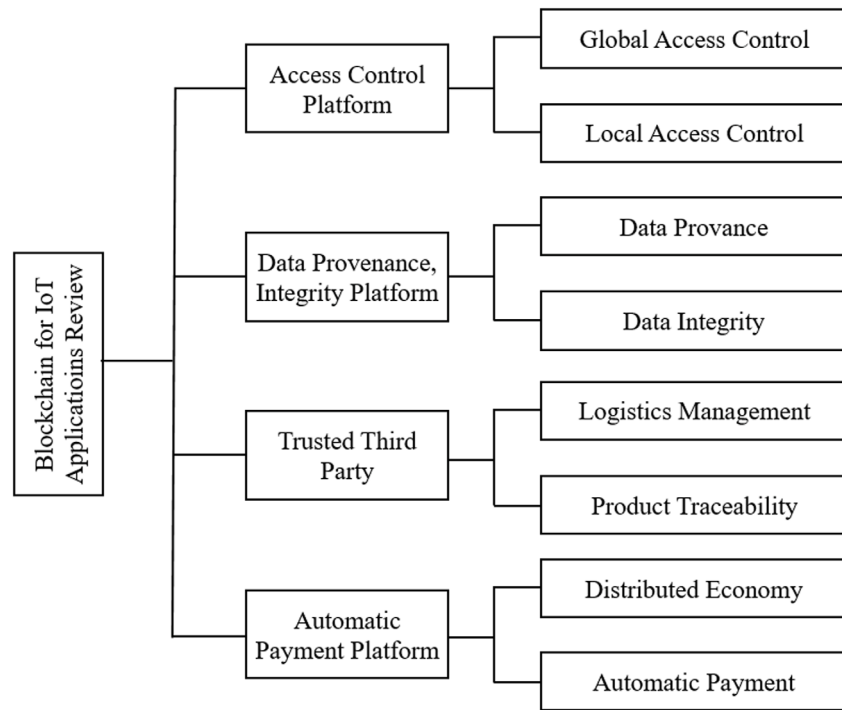 Blockchain for IoT
Applicatioins Review
Access Control
Platform
Global Access Control
Local Access Control
Data Provenance,
Integrity Platform
Data Provance
Data Integrity
Trusted Third
Party
Logistics Management
Product Traceability
Automatic
Payment Platform
Distributed Economy
Automatic Payment